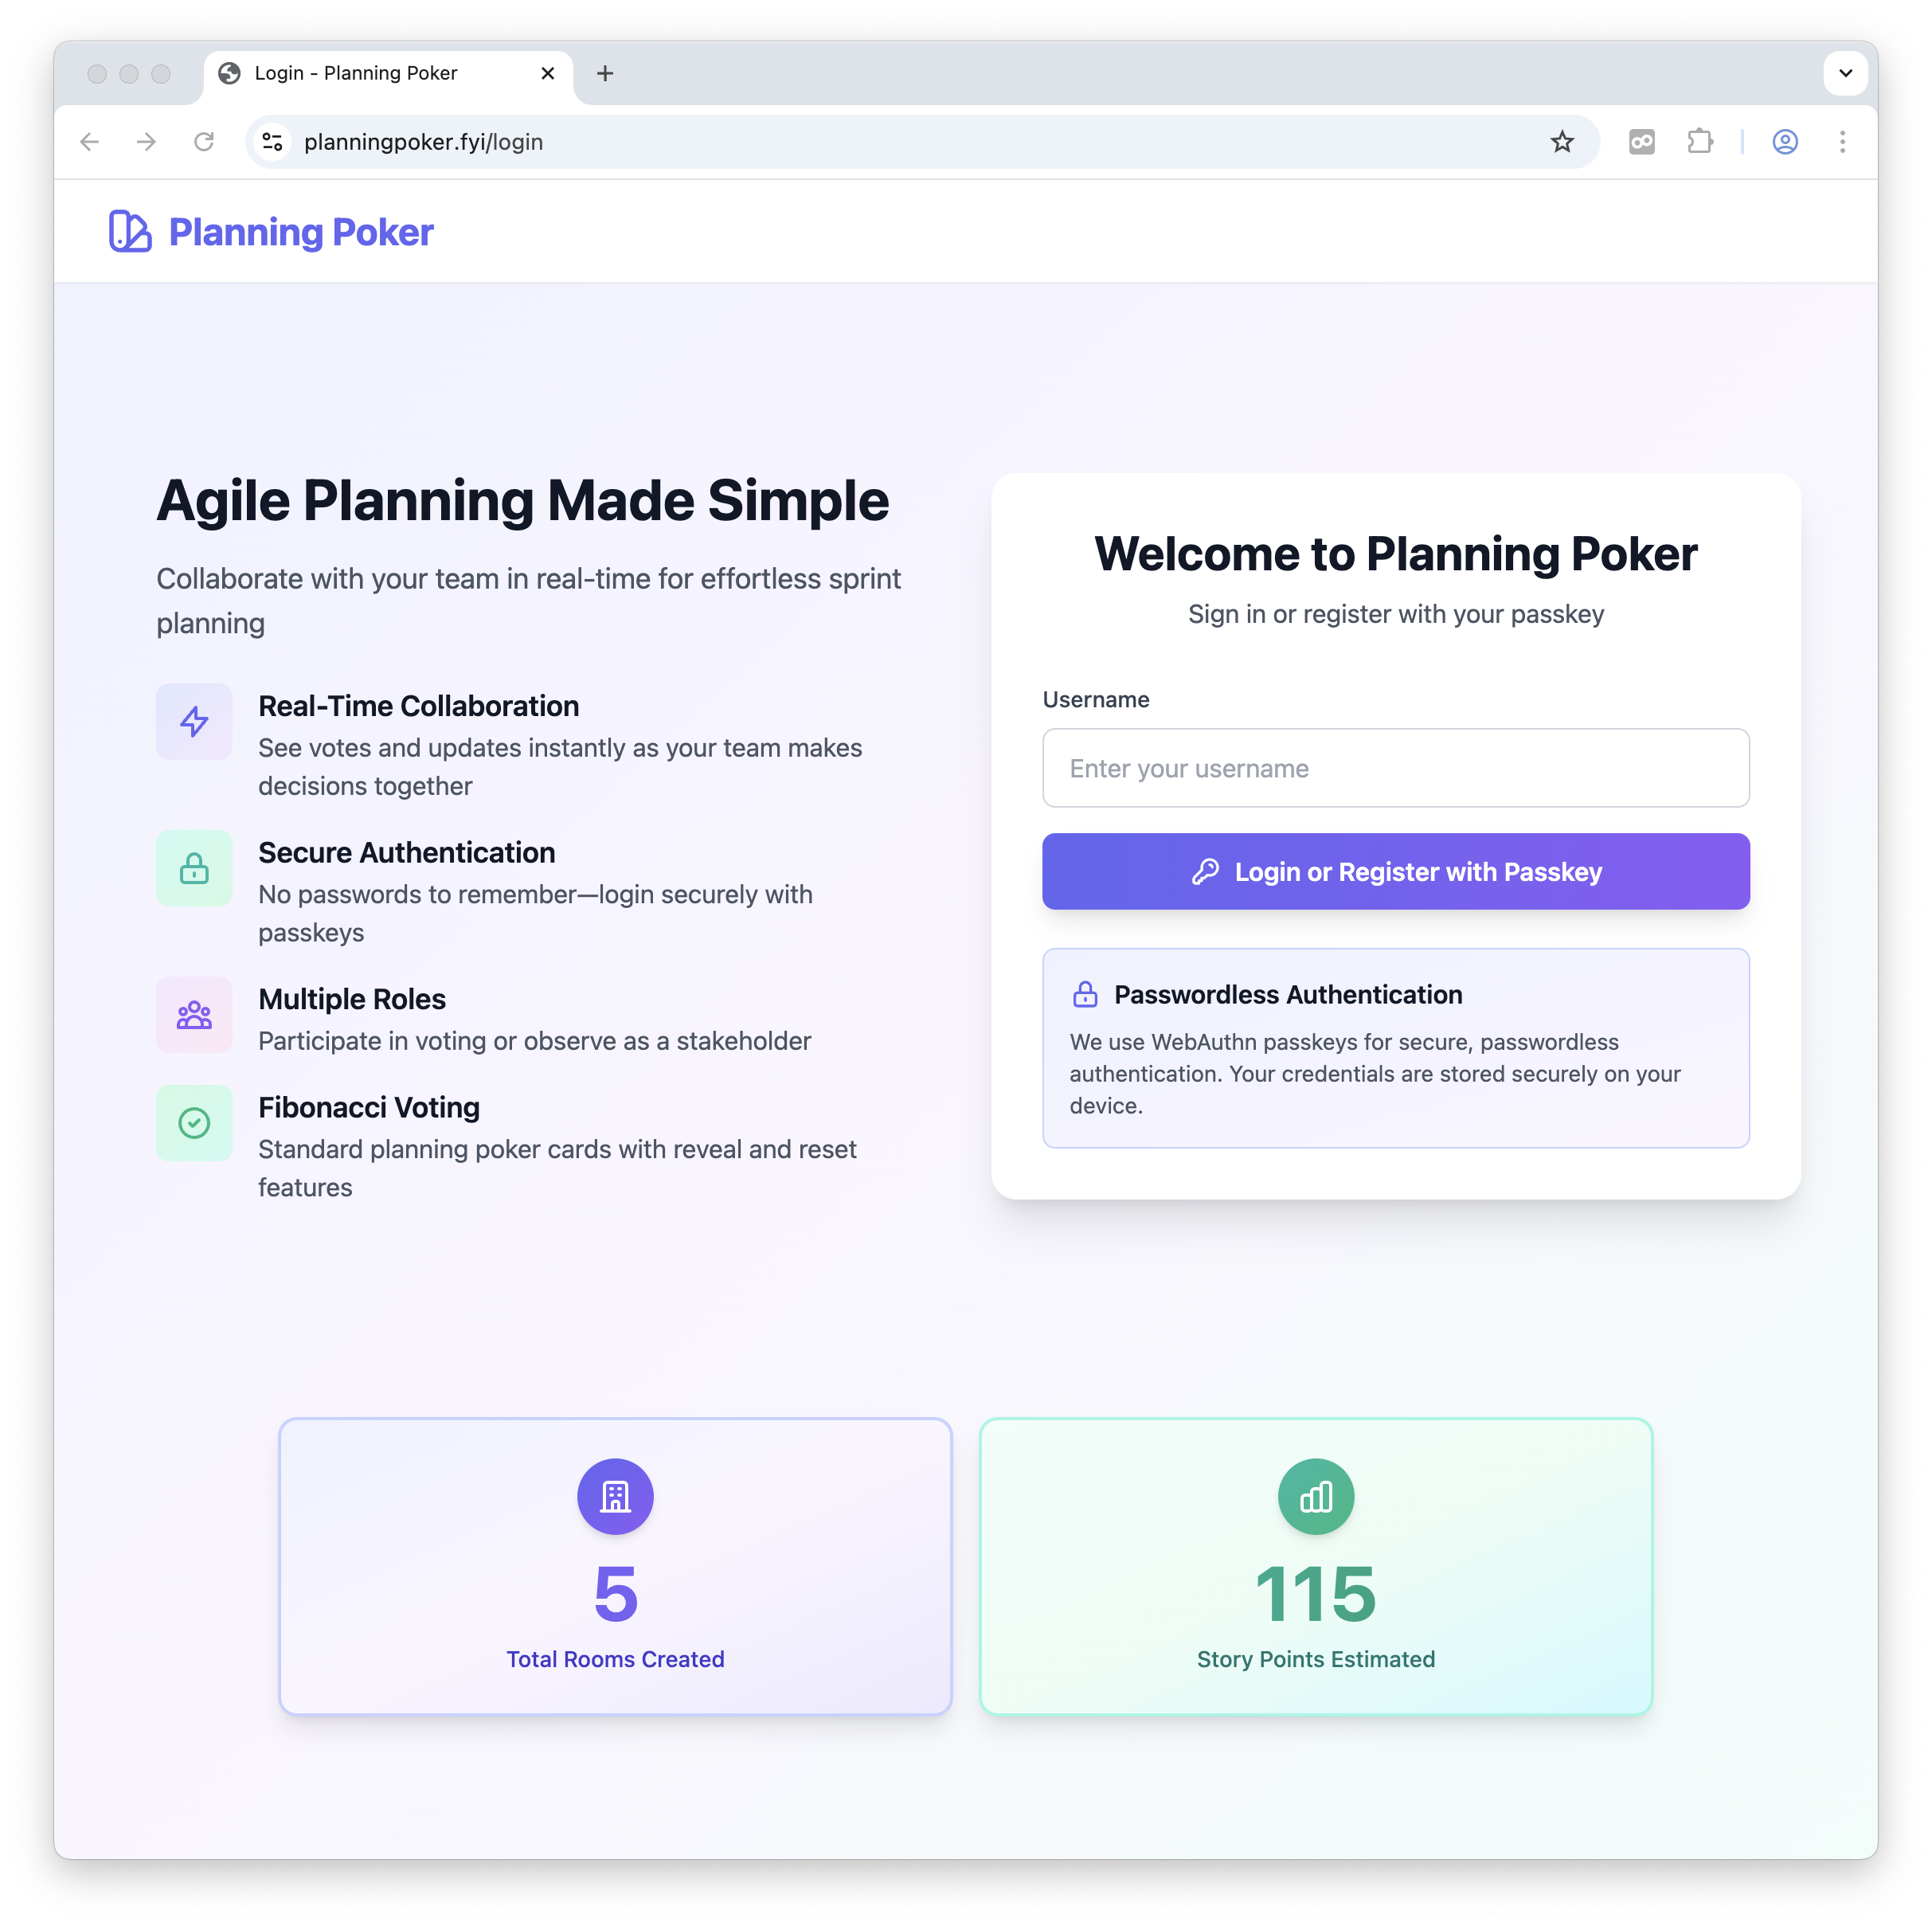 Login - Planning Poker
planningpoker.fyi/login
Planning Poker
Agile Planning Made Simple
Collaborate with your team in real-time for effortless sprint
planning
Real-Time Collaboration
See votes and updates instantly as your team makes
decisions together
Secure Authentication
No passwords to remember—login securely with
passkeys
Multiple Roles
Participate in voting or observe as a stakeholder
Fibonacci Voting
Standard planning poker cards with reveal and reset
features
Welcome to Planning Poker
Sign in or register with your passkey
Username
Enter your username
Login or Register with Passkey
Passwordless Authentication
We use WebAuthn passkeys for secure, passwordless
authentication. Your credentials are stored securely on your
device.
5
Total Rooms Created
115
Story Points Estimated